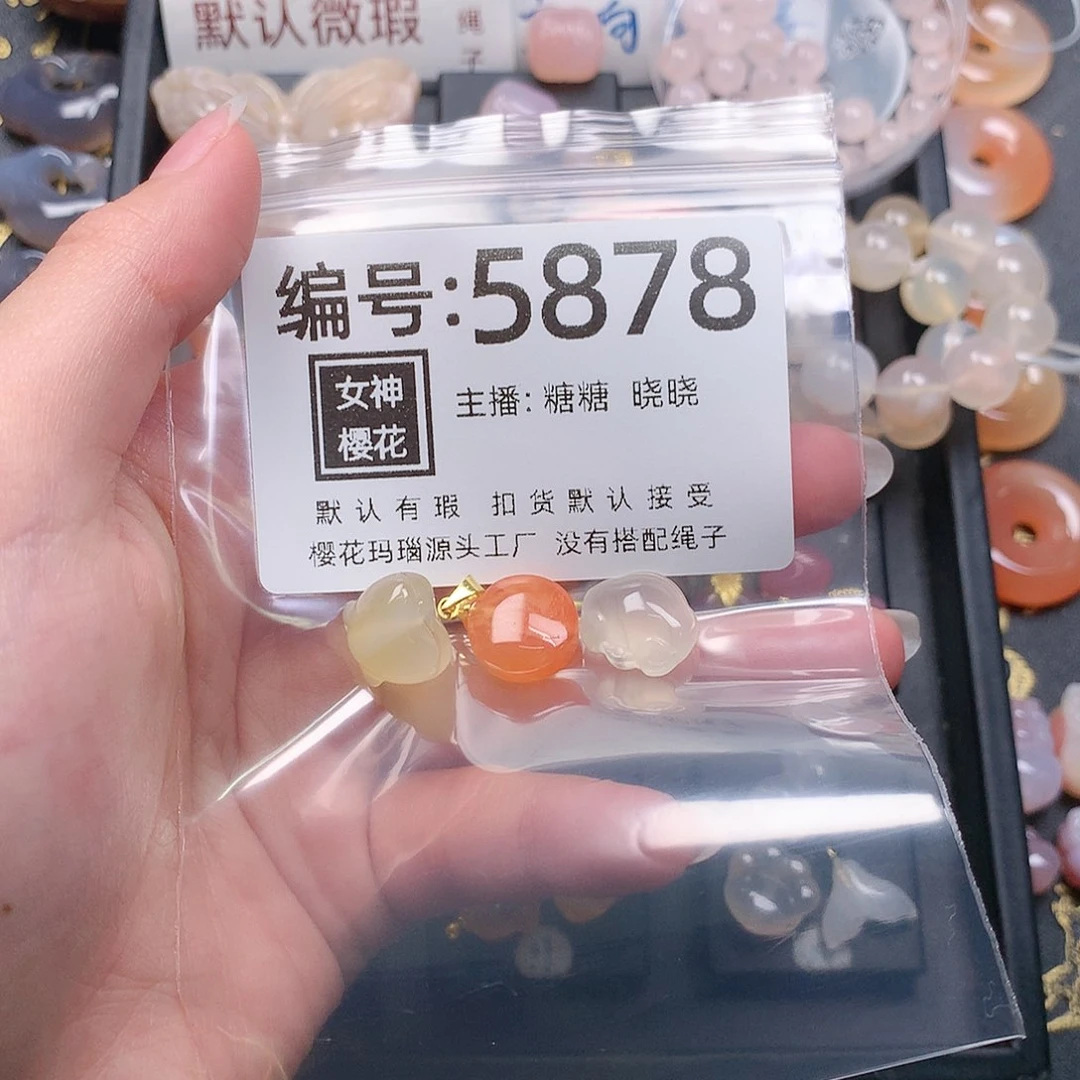 默认微瑕
绳子
编号:5878
女神
樱花
主播: 糖糖 晓晓
默认有瑕 扣货默认接受
樱花玛瑙源头工厂 没有搭配绳子